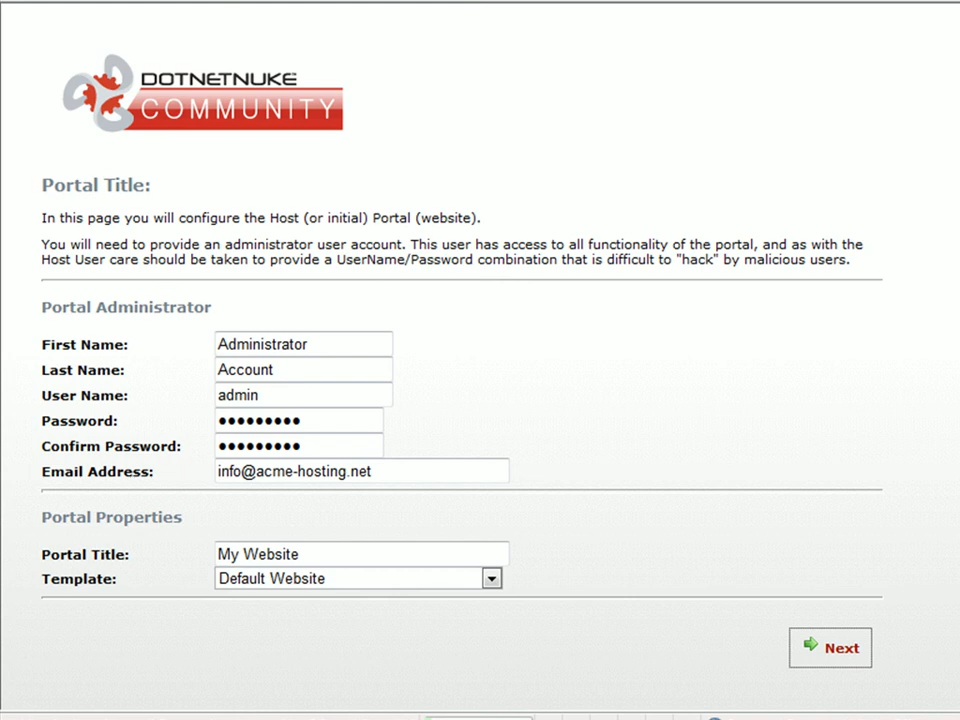 DOTNETNUKE
COMMUNITY
Portal Title:
In this page you will configure the Host (or initial) Portal (website).
You will need to provide an administrator user account. This user has access to all functionality of the portal, and as with the
Host User care should be taken to provide a UserName/Password combination that is difficult to "hack" by malicious users.
Portal Administrator
First Name: Administrator
Last Name: Account
User Name: admin
Password: ●●●●●●●●●
Confirm Password: ●●●●●●●●●
Email Address: info@acme-hosting.net
Portal Properties
Portal Title: My Website
Template: Default Website
Next